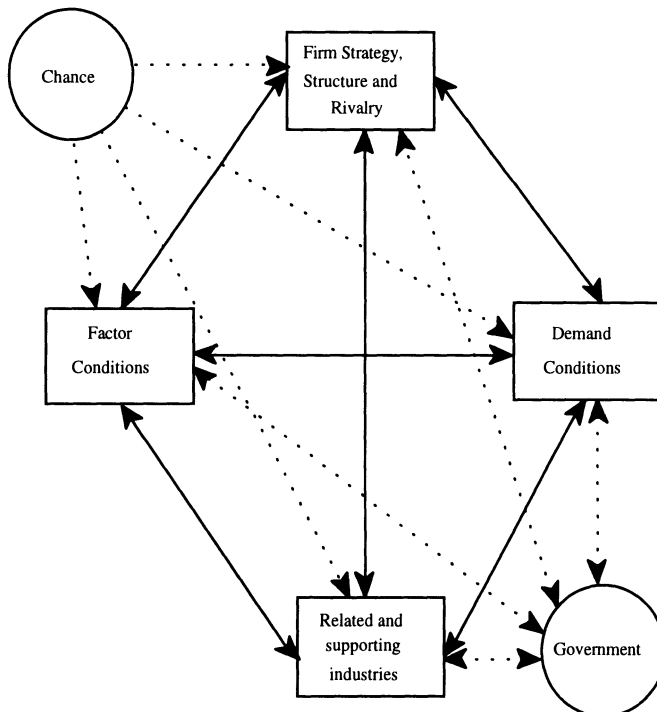 Chance
Firm Strategy,
Structure and
Rivalry
Factor
Conditions
Demand
Conditions
Related and
supporting
industries
Government